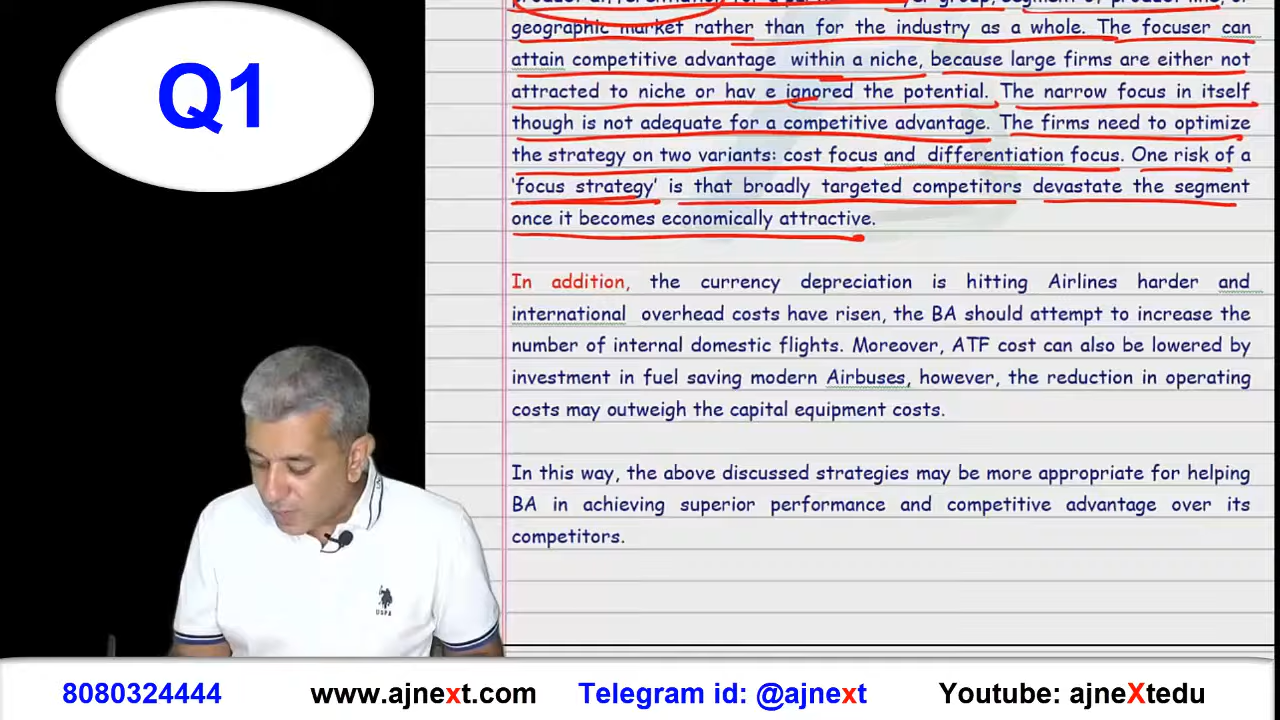 Q1
geographic market rather than for the industry as a whole. The focuser can
attain competitive advantage within a niche, because large firms are either not
attracted to niche or hav e ignored the potential. The narrow focus in itself
though is not adequate for a competitive advantage. The firms need to optimize
the strategy on two variants: cost focus and differentiation focus. One risk of a
'focus strategy' is that broadly targeted competitors devastate the segment
once it becomes economically attractive.
In addition, the currency depreciation is hitting Airlines harder and
international overhead costs have risen, the BA should attempt to increase the
number of internal domestic flights. Moreover, ATF cost can also be lowered by
investment in fuel saving modern Airbuses, however, the reduction in operating
costs may outweigh the capital equipment costs.
In this way, the above discussed strategies may be more appropriate for helping
BA in achieving superior performance and competitive advantage over its
competitors.
USPA
8080324444 www.ajnext.com Telegram id: @ajnext Youtube: ajneXtedu